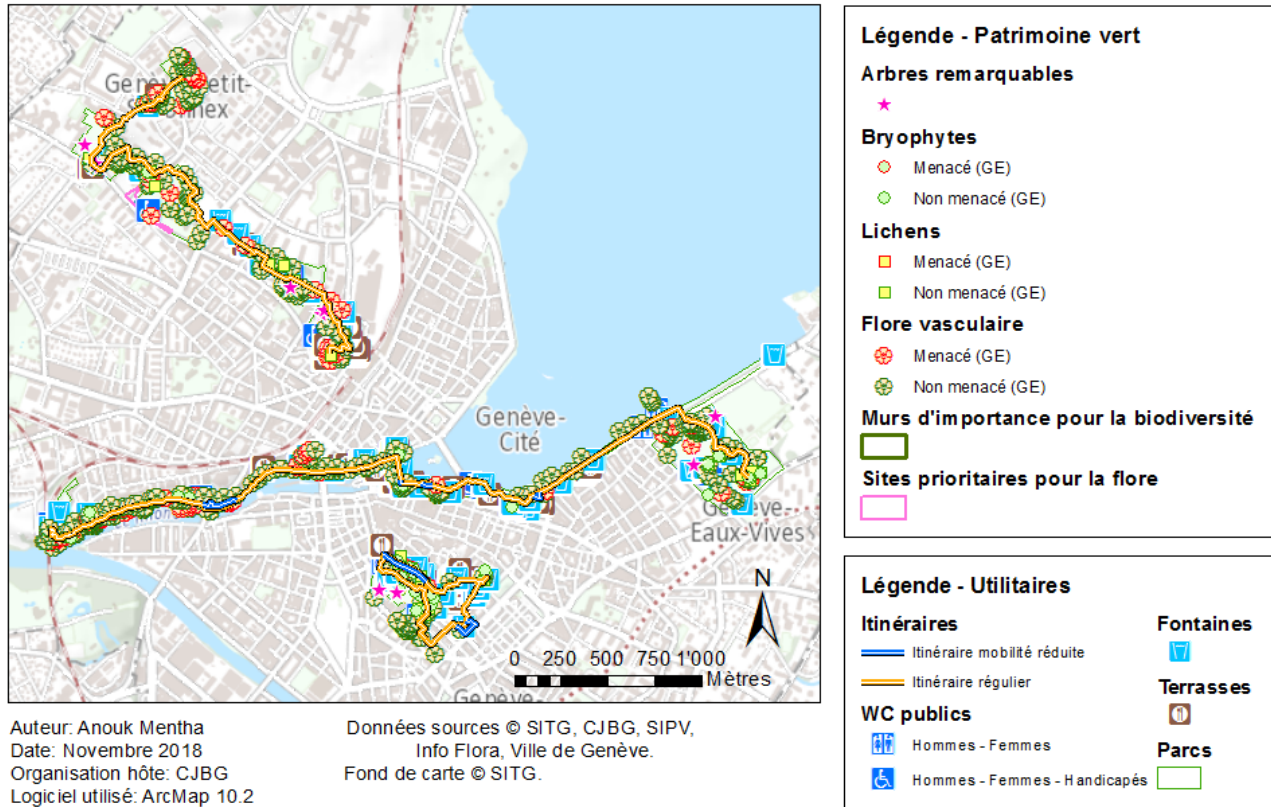 Genève-Petit-
Genève-
Cité
Genève-
Eaux-Vives
Genève-
N
0 250 500 750 1'000
Mètres
Auteur: Anouk Mentha
Date: Novembre 2018
Organisation hôte: CJBG
Logiciel utilisé: ArcMap 10.2
Données sources © SITG, CJBG, SIPV,
Info Flora, Ville de Genève.
Fond de carte © SITG.
Légende - Patrimoine vert
Arbres remarquables
Bryophytes
Menacé (GE)
Non menacé (GE)
Lichens
Menacé (GE)
Non menacé (GE)
Flore vasculaire
Menacé (GE)
Non menacé (GE)
Murs d'importance pour la biodiversité
Sites prioritaires pour la flore
Légende - Utilitaires
Itinéraires
Itinéraire mobilité réduite
Itinéraire régulier
WC publics
Hommes - Femmes
Hommes - Femmes - Handicapés
Fontaines
Terrasses
Parcs